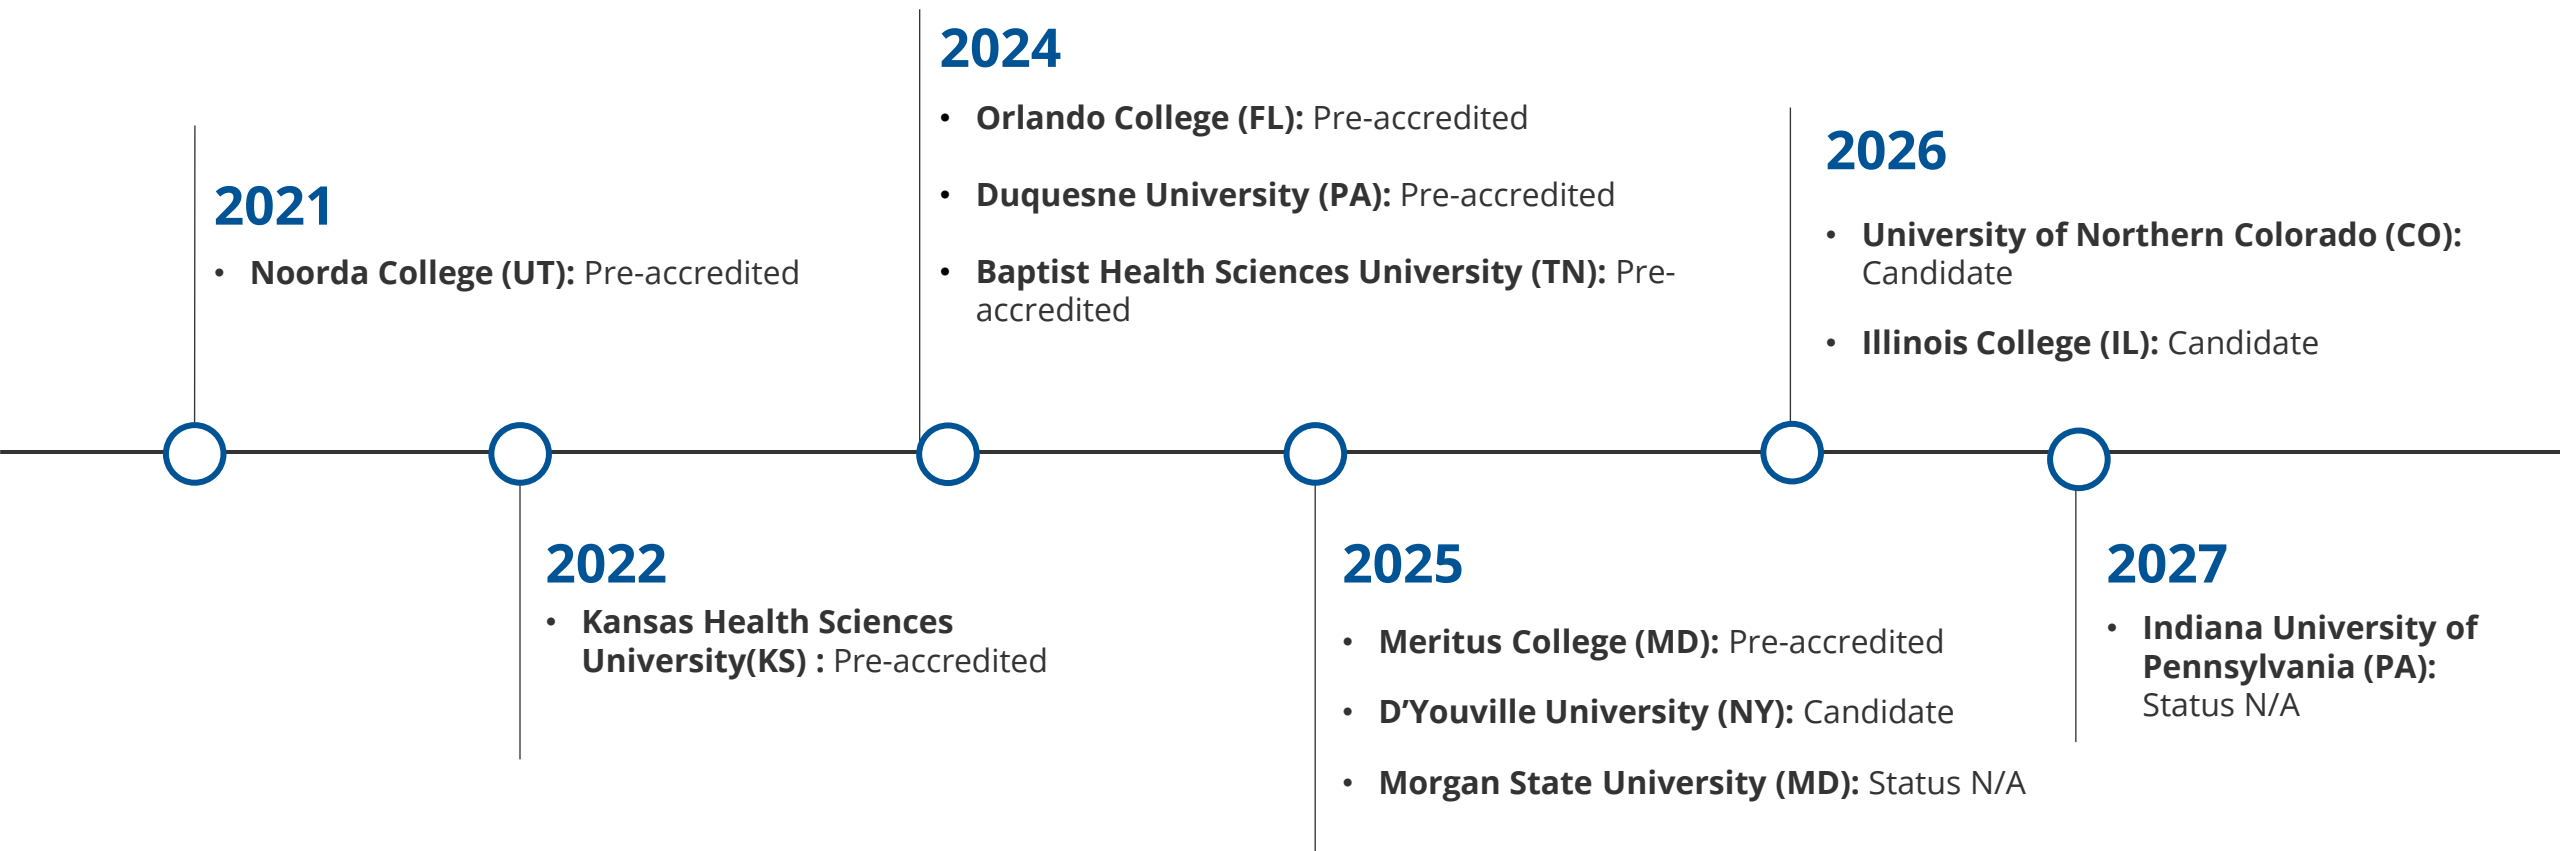 2021
• Noorda College (UT): Pre-accredited
2022
• Kansas Health Sciences
University(KS) : Pre-accredited
2024
• Orlando College (FL): Pre-accredited
• Duquesne University (PA): Pre-accredited
• Baptist Health Sciences University (TN): Pre-
accredited
2025
• Meritus College (MD): Pre-accredited
• D’Youville University (NY): Candidate
• Morgan State University (MD): Status N/A
2026
• University of Northern Colorado (CO):
Candidate
• Illinois College (IL): Candidate
2027
• Indiana University of
Pennsylvania (PA):
Status N/A